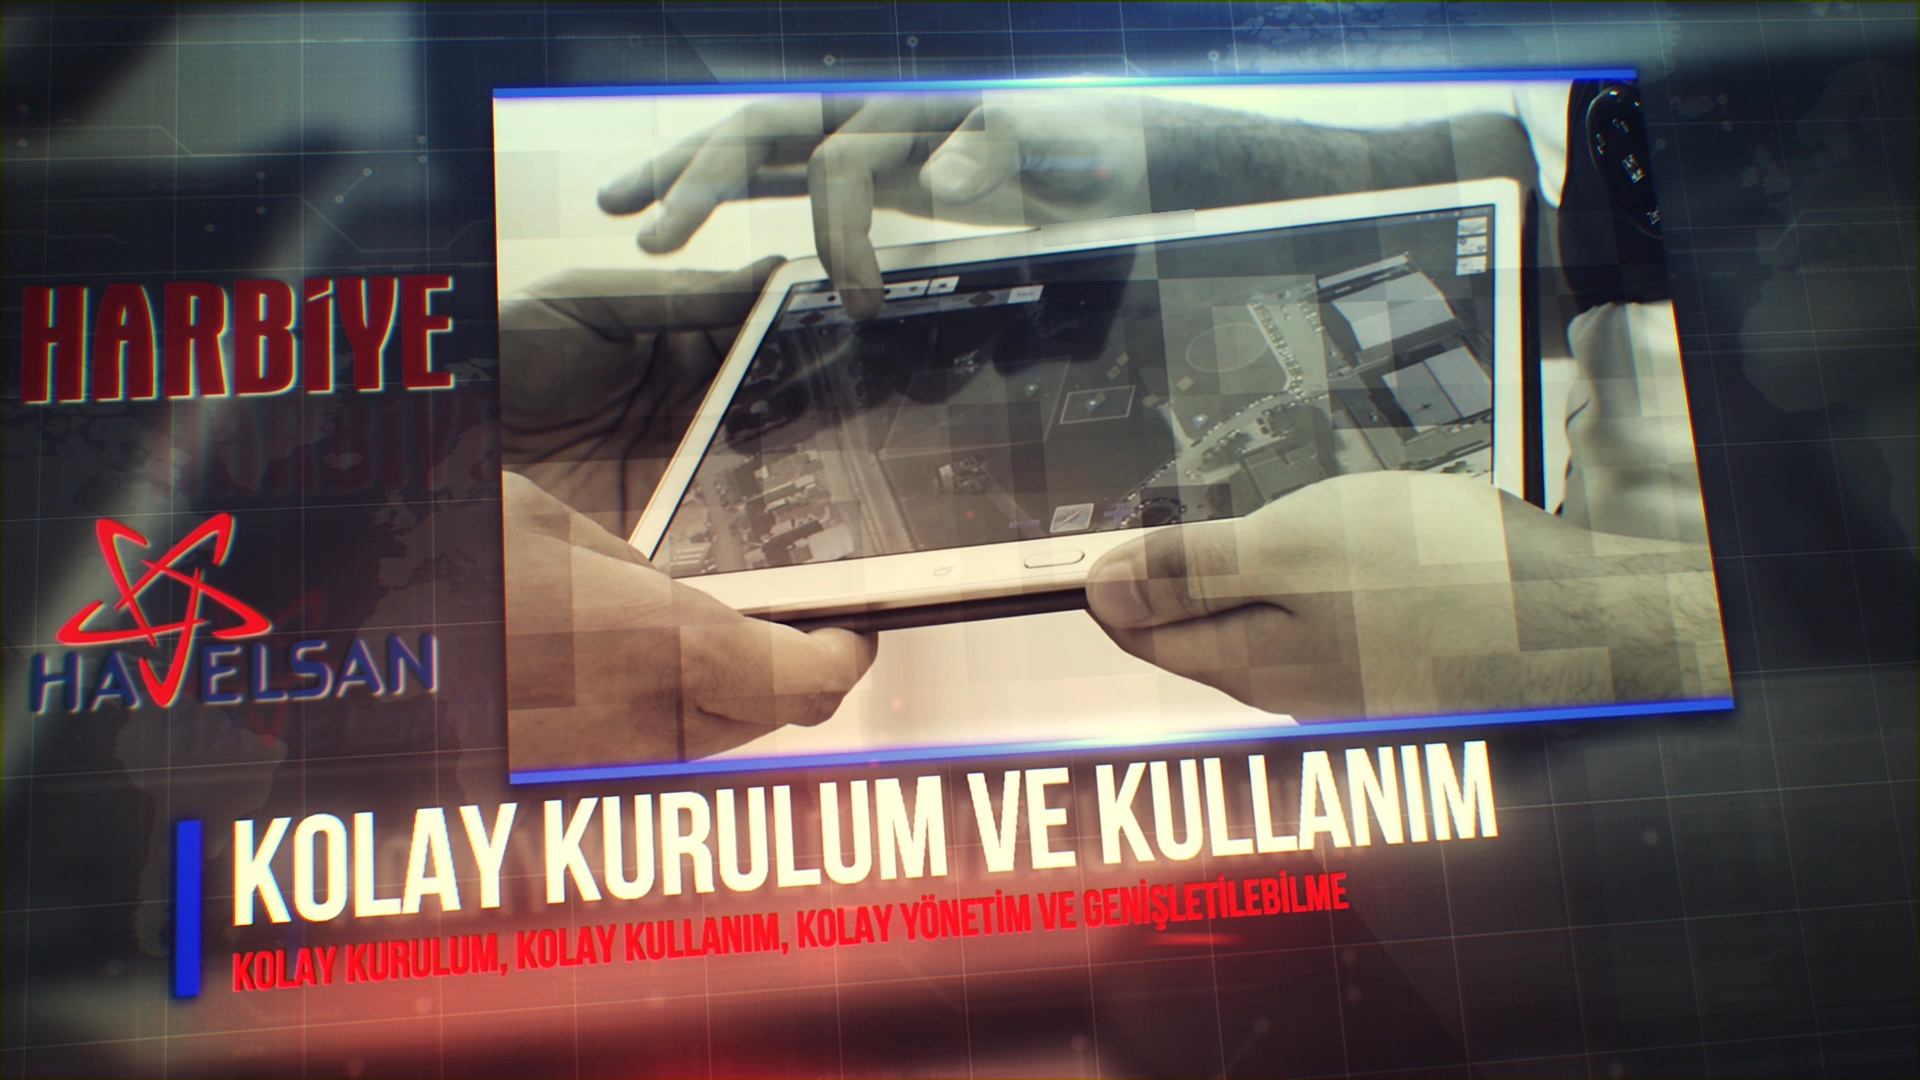 HARBİYE
HAVELSAN
KOLAY KURULUM VE KULLANIM
KOLAY KURULUM, KOLAY KULLANIM, KOLAY YÖNETİM VE GENİŞLETİLEBİLME